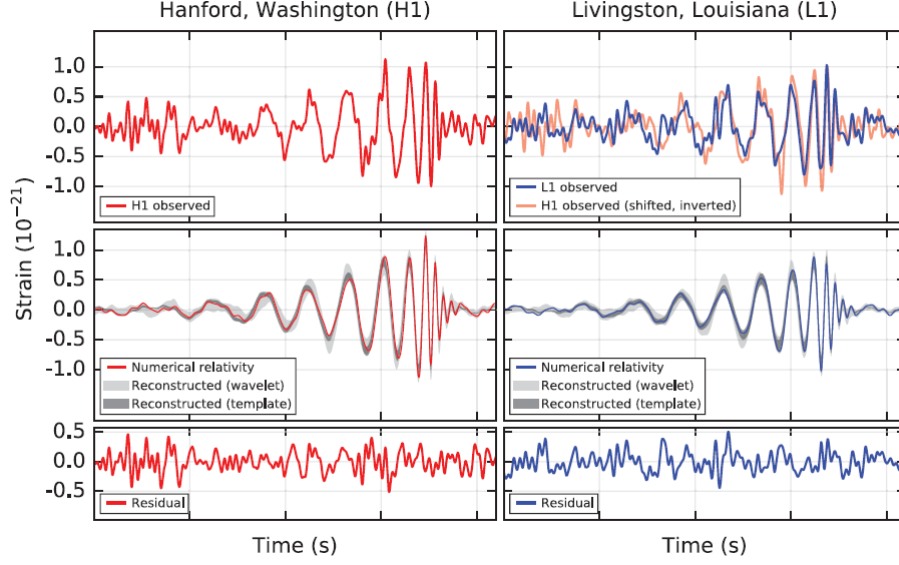 Hanford, Washington (H1)
Livingston, Louisiana (L1)
Strain (10⁻²¹)
1.0
0.5
0.0
-0.5
-1.0
H1 observed
L1 observed
H1 observed (shifted, inverted)
1.0
0.5
0.0
-0.5
-1.0
Numerical relativity
Reconstructed (wavelet)
Reconstructed (template)
Numerical relativity
Reconstructed (wavelet)
Reconstructed (template)
0.5
0.0
-0.5
Residual
Residual
Time (s)
Time (s)